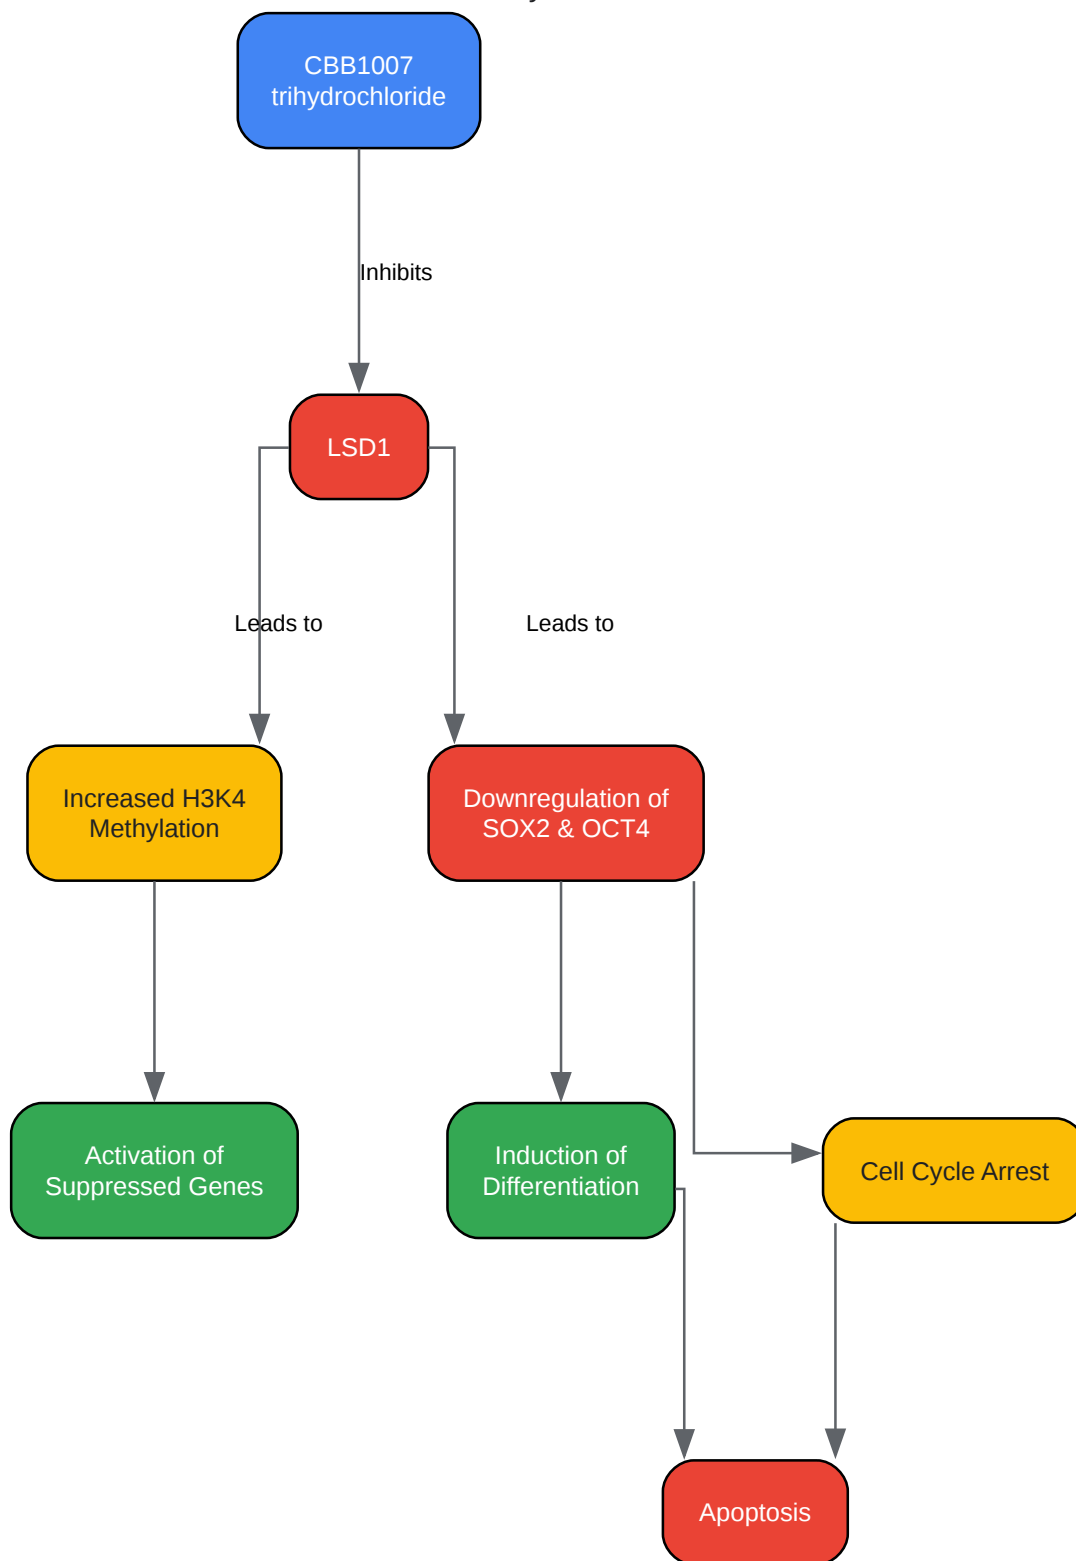 CBB1007
trihydrochloride
Inhibits
LSD1
Leads to
Leads to
Increased H3K4
Methylation
Downregulation of
SOX2 & OCT4
Activation of
Suppressed Genes
Induction of
Differentiation
Cell Cycle Arrest
Apoptosis